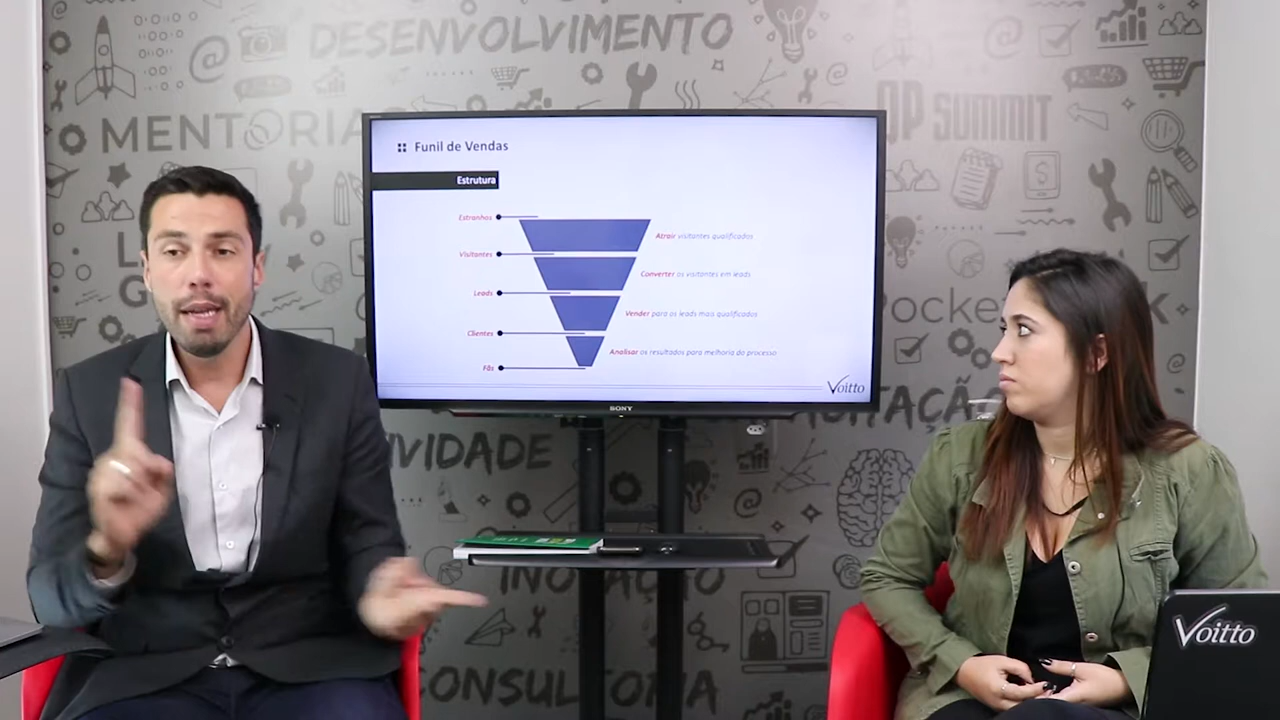 DESENVOLVIMENTO
MENTORIA
QP SUMMIT
Funil de Vendas
Estrutura
Estranhos
Atrair visitantes qualificados
Visitantes
Converter os visitantes em leads
Leads
Vender para os leads mais qualificados
Clientes
Analisar os resultados para melhoria do processo
Fãs
Voitto
SONY
INOVAÇÃO
Voitto
CONSULTORIA